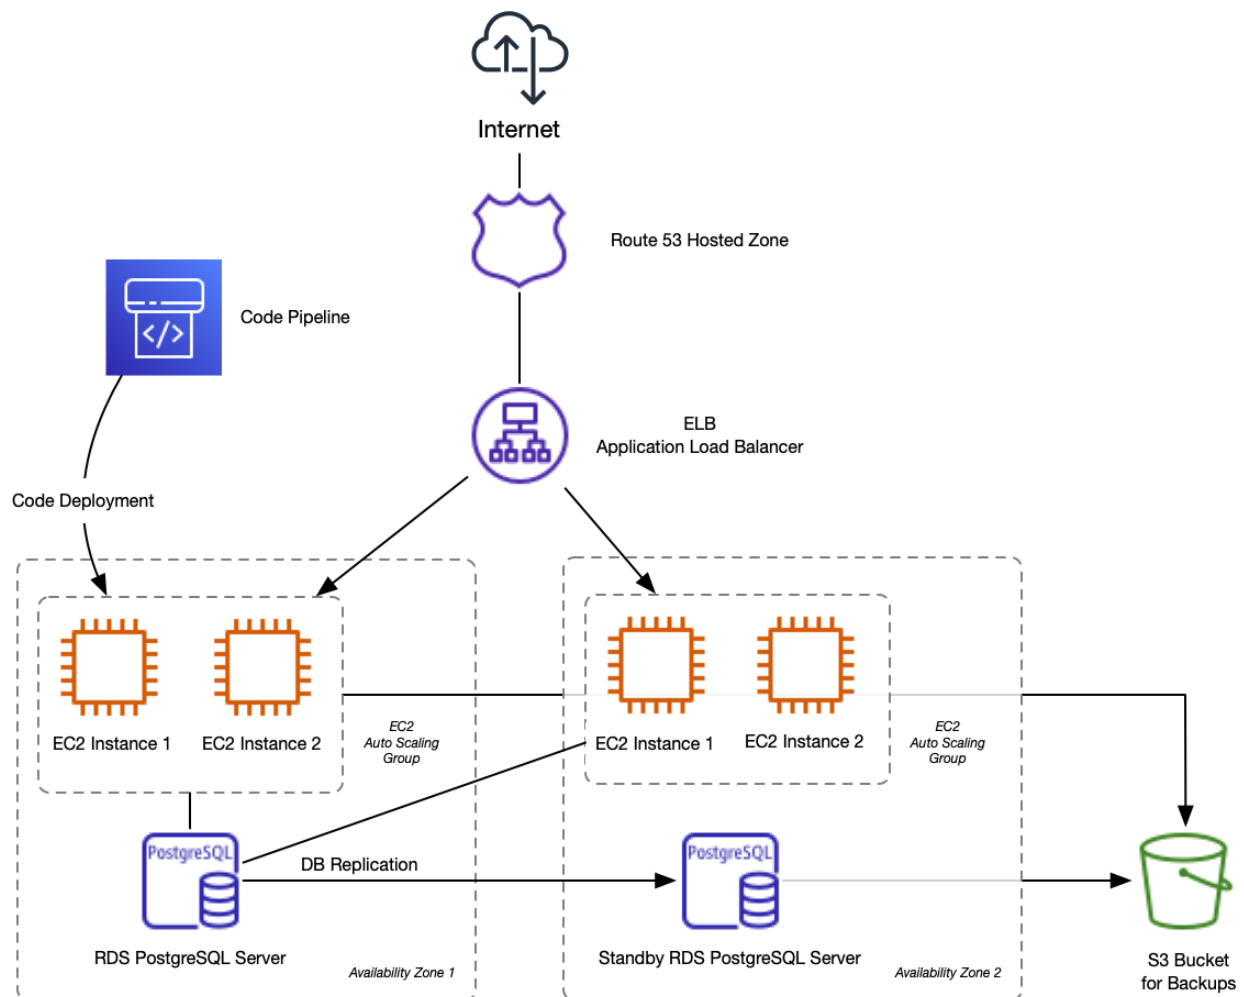 Internet
Route 53 Hosted Zone
Code Pipeline
ELB
Application Load Balancer
Code Deployment
EC2 Instance 1
EC2 Instance 2
EC2
Auto Scaling
Group
EC2 Instance 1
EC2 Instance 2
EC2
Auto Scaling
Group
PostgreSQL
DB Replication
PostgreSQL
RDS PostgreSQL Server
Availability Zone 1
Standby RDS PostgreSQL Server
Availability Zone 2
S3 Bucket
for Backups